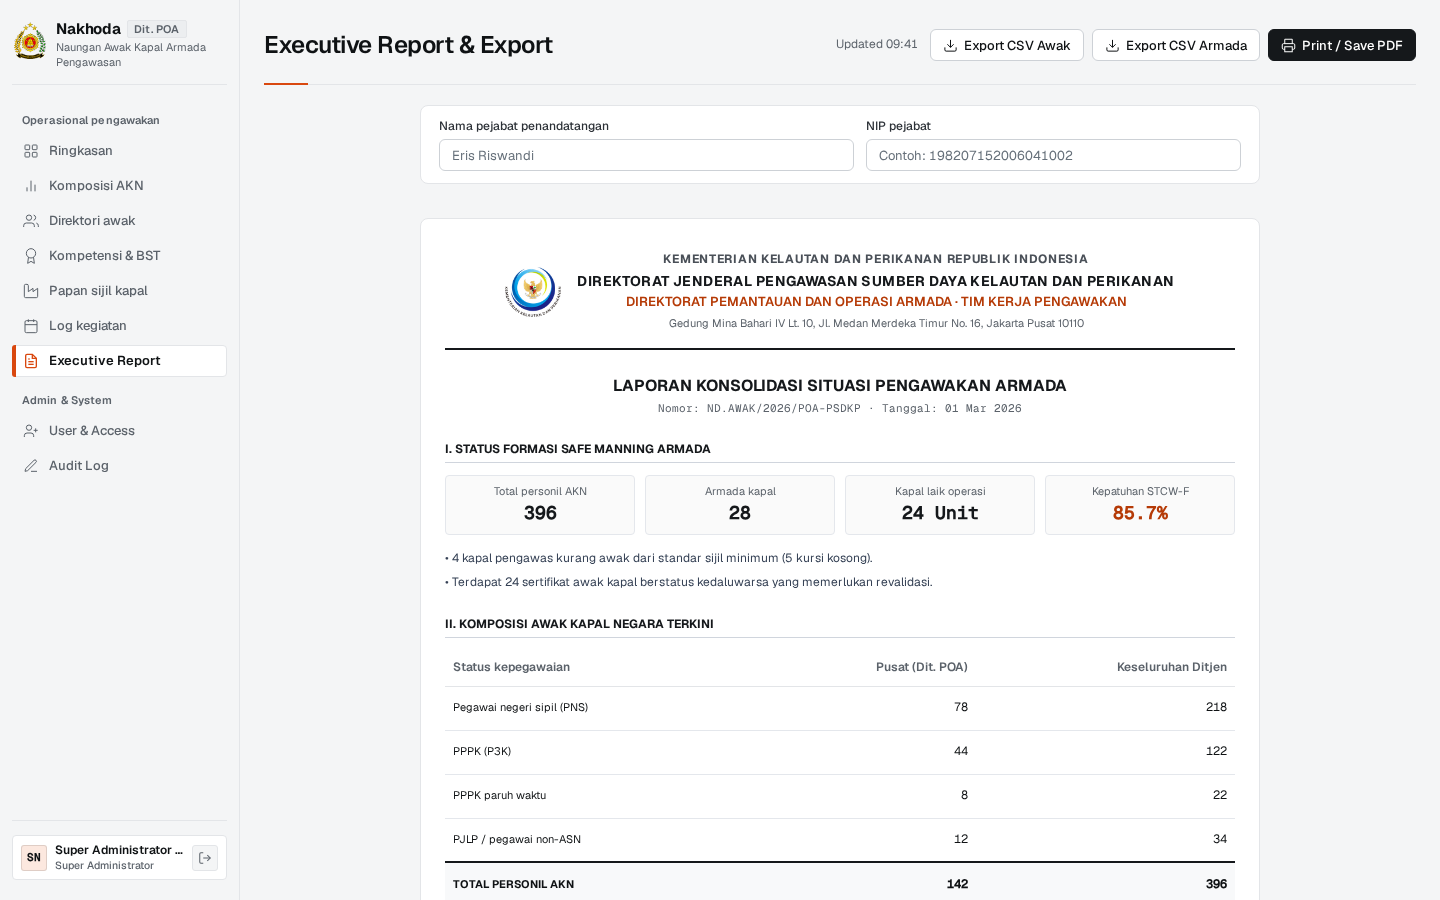 Nakhoda Dit. POA
Naungan Awak Kapal Armada
Pengawasan
Operasional pengawakan
Ringkasan
Komposisi AKN
Direktori awak
Kompetensi & BST
Papan sijil kapal
Log kegiatan
Executive Report
Admin & System
User & Access
Audit Log
SN
Super Administrator ...
Super Administrator
Executive Report & Export
Updated 09:41
Export CSV Awak
Export CSV Armada
Print / Save PDF
Nama pejabat penandatangan
Eris Riswandi
NIP pejabat
Contoh: 198207152006041002
KEMENTERIAN KELAUTAN DAN PERIKANAN REPUBLIK INDONESIA
DIREKTORAT JENDERAL PENGAWASAN SUMBER DAYA KELAUTAN DAN PERIKANAN
DIREKTORAT PEMANTAUAN DAN OPERASI ARMADA · TIM KERJA PENGAWAKAN
Gedung Mina Bahari IV Lt. 10, Jl. Medan Merdeka Timur No. 16, Jakarta Pusat 10110
LAPORAN KONSOLIDASI SITUASI PENGAWAKAN ARMADA
Nomor: ND.AWAK/2026/POA-PSDKP · Tanggal: 01 Mar 2026
I. STATUS FORMASI SAFE MANNING ARMADA
Total personil AKN
396
Armada kapal
28
Kapal laik operasi
24 Unit
Kepatuhan STCW-F
85.7%
• 4 kapal pengawas kurang awak dari standar sijil minimum (5 kursi kosong).
• Terdapat 24 sertifikat awak kapal berstatus kedaluwarsa yang memerlukan revalidasi.
II. KOMPOSISI AWAK KAPAL NEGARA TERKINI
Status kepegawaian Pusat (Dit. POA) Keseluruhan Ditjen
Pegawai negeri sipil (PNS) 78 218
PPPK (P3K) 44 122
PPPK paruh waktu 8 22
PJLP / pegawai non-ASN 12 34
TOTAL PERSONIL AKN 142 396